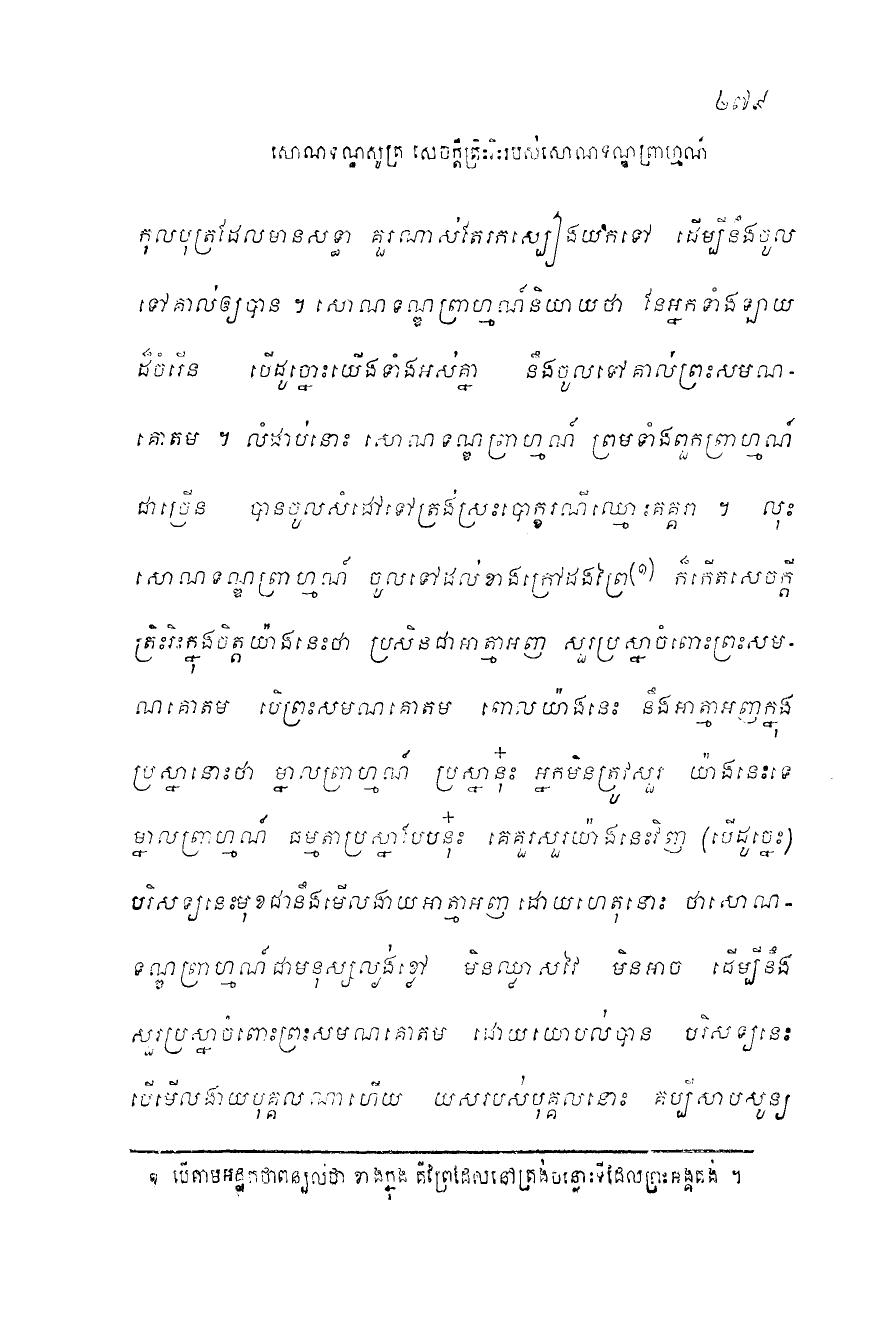 ២៧៩
សោណទណ្ឌសូត្រ សេចក្តីត្រិះរិះរបស់សោណទណ្ឌព្រាហ្មណ៍
កុលបុត្រដែលមានសទ្ធា គួរណាស់តែរកស្បៀងយកទៅ ដើម្បីនឹងចូល
ទៅគាល់ឲ្យបាន ។ សោណទណ្ឌព្រាហ្មណ៍និយាយថា នែអ្នកទាំងឡាយ
ដ៏ចំរើន បើដូច្នោះយើងទាំងអស់គ្នា នឹងចូលទៅគាល់ព្រះសមណ-
គោតម ។ លំដាប់នោះ សោណទណ្ឌព្រាហ្មណ៍ ព្រមទាំងពួកព្រាហ្មណ៍
ជាច្រើន បានចូលសំដៅទៅត្រង់ស្រះបោក្ខរណីឈ្មោះគគ្គរា ។ លុះ
សោណទណ្ឌព្រាហ្មណ៍ ចូលទៅដល់ខាងក្រៅដងព្រៃ(១) ក៏កើតសេចក្តី
ត្រិះរិះក្នុងចិត្តយ៉ាងនេះថា ប្រសិនជាអាត្មាអញ សួរប្រស្នាចំពោះព្រះសម-
ណគោតម បើព្រះសមណគោតម ពោលយ៉ាងនេះ នឹងអាត្មាអញក្នុង
ប្រស្នានោះថា ម្នាលព្រាហ្មណ៍ ប្រស្នានុ៎ះ អ្នកមិនត្រូវសួរ យ៉ាងនេះទេ
ម្នាលព្រាហ្មណ៍ ធម្មតាប្រស្នាបែបនុ៎ះ គេគួរសួរយ៉ាងនេះវិញ (បើដូច្នេះ)
បរិសទ្យនេះមុខជានឹងមើលងាយអាត្មាអញ ដោយហេតុនោះ ថាសោណ-
ទណ្ឌព្រាហ្មណ៍ជាមនុស្សល្ងង់ខ្លៅ មិនឈ្លាសវៃ មិនអាច ដើម្បីនឹង
សួរប្រស្នាចំពោះព្រះសមណគោតម ដោយយោបល់បាន បរិសទ្យនេះ
បើមើលងាយបុគ្គលណាហើយ យសរបស់បុគ្គលនោះ គប្បីសាបសូន្យ
១ បើតាមអដ្ឋកថាពន្យល់ថា ខាងក្នុង គឺព្រៃដែលនៅត្រង់ចន្លោះទីដែលព្រះអង្គគង់ ។